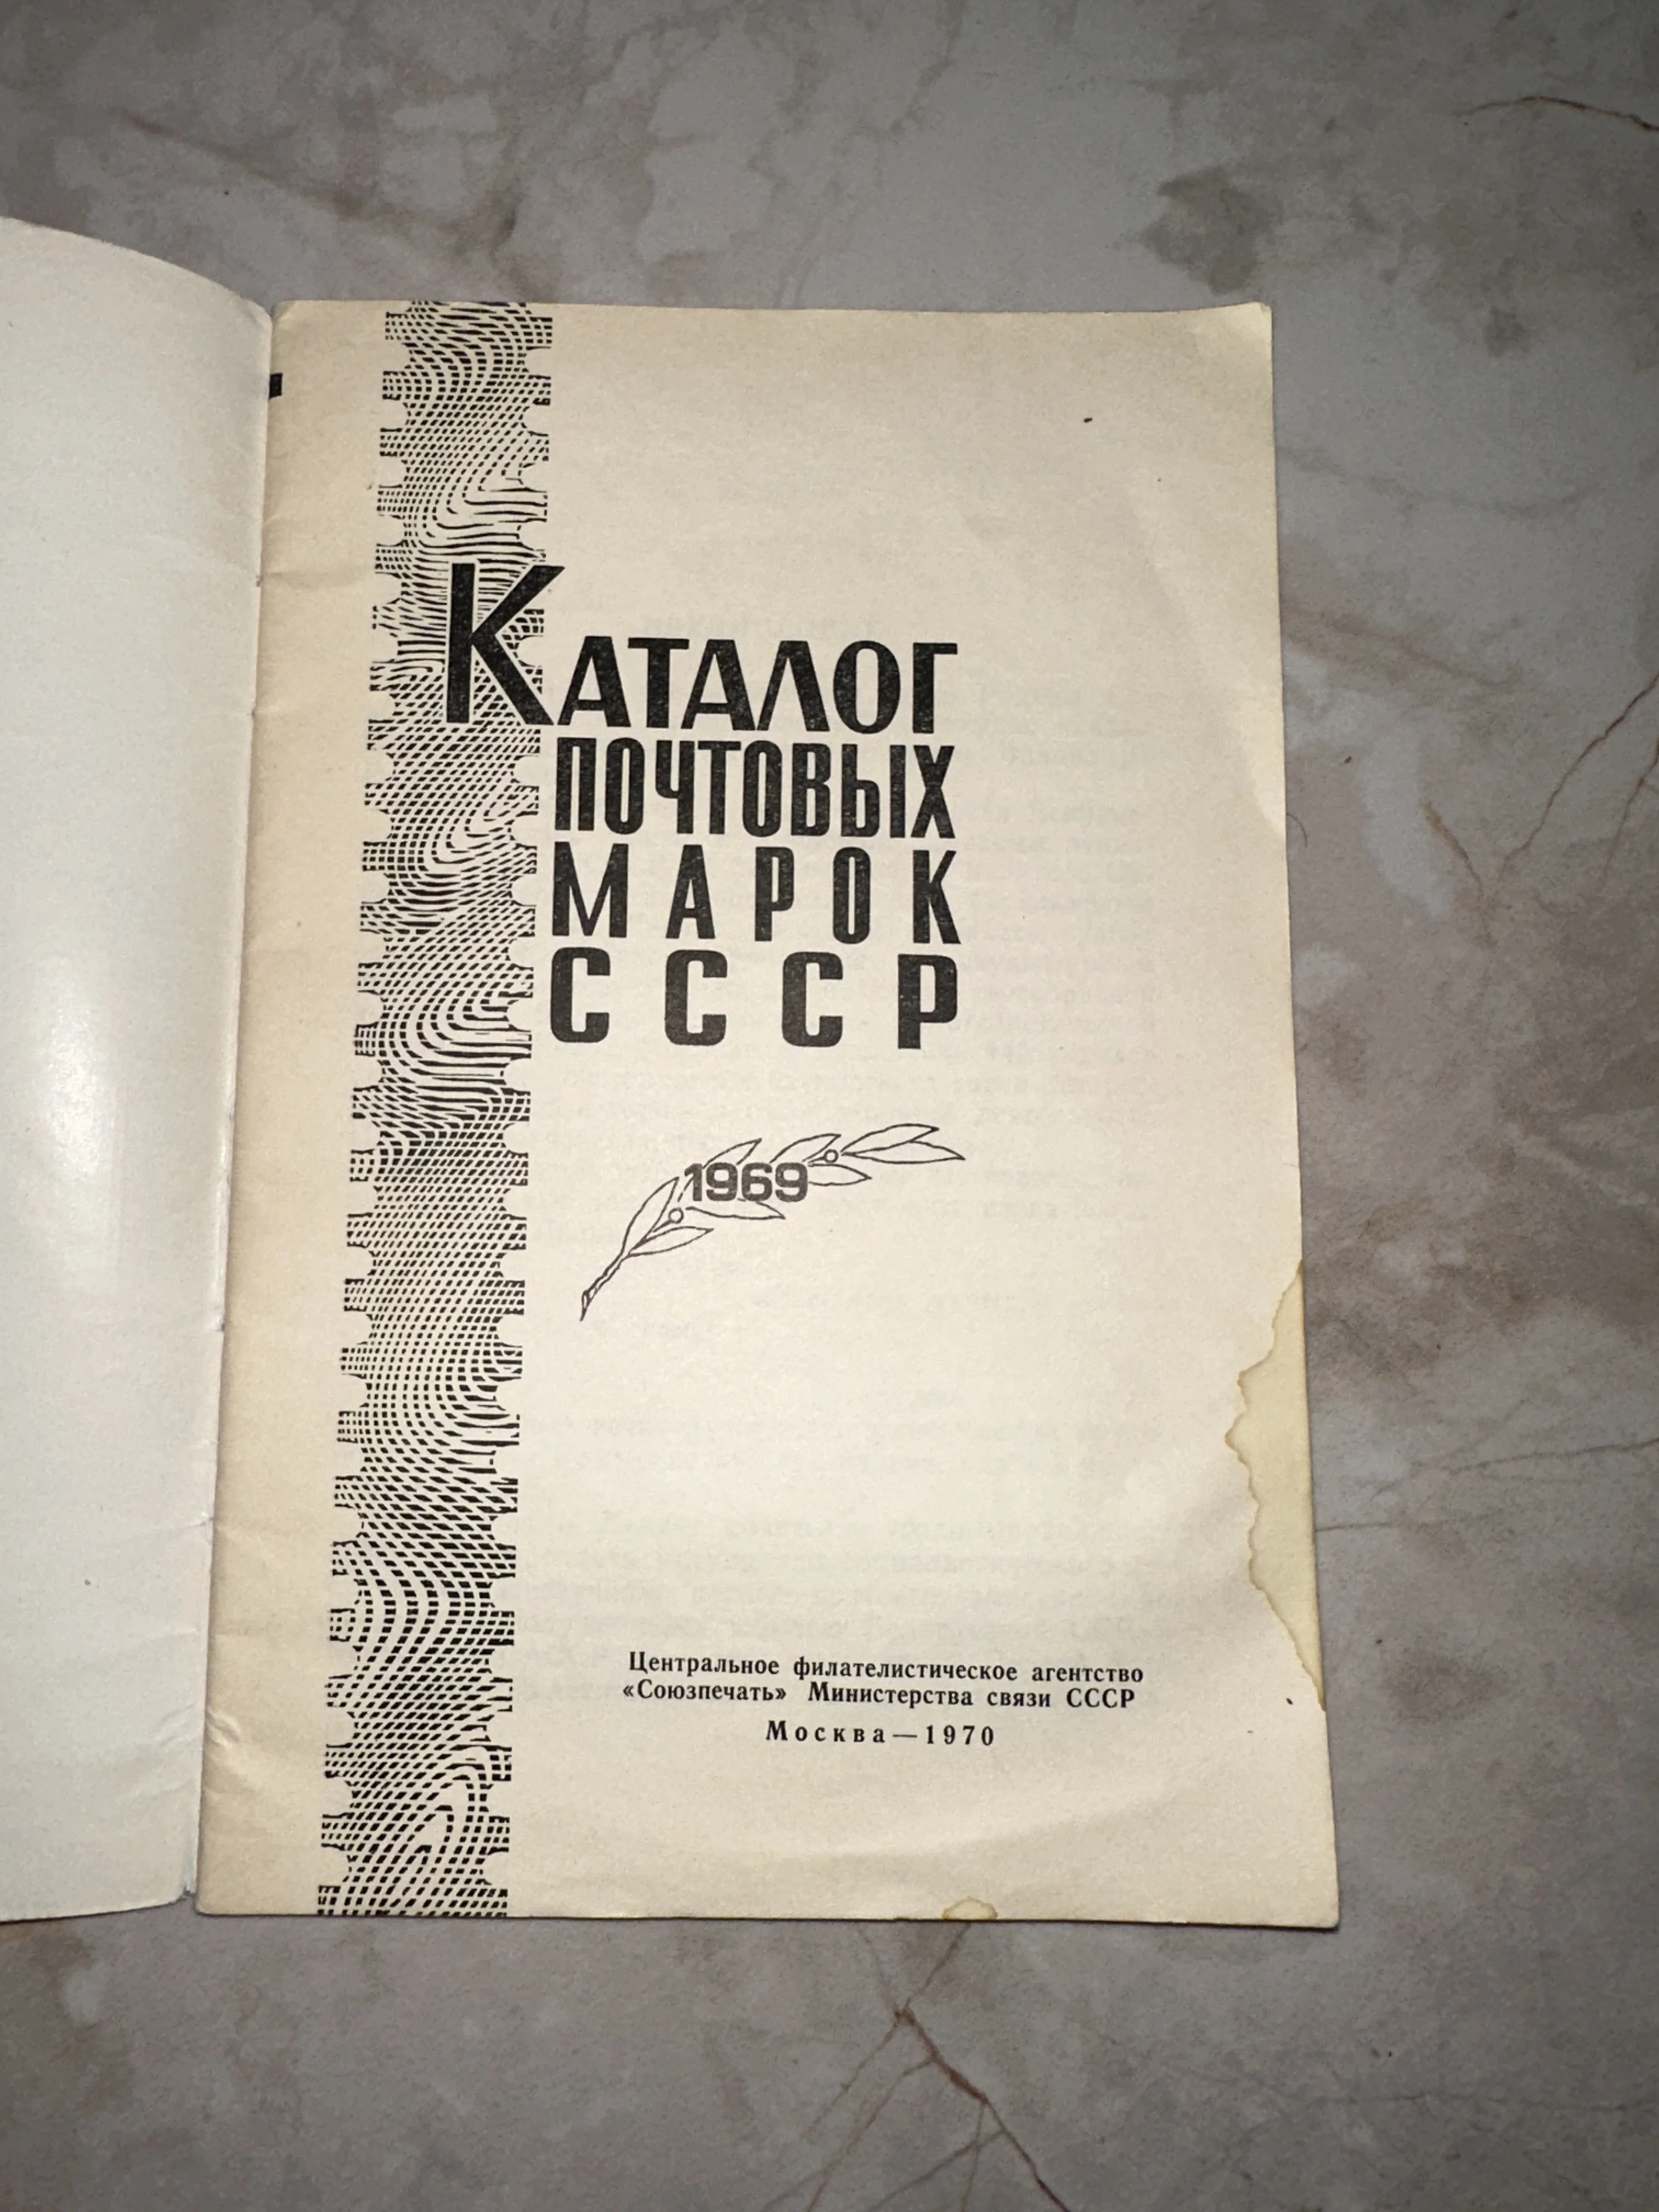 Каталог
почтовых
марок
СССР
1969
Центральное филателистическое агентство
«Союзпечать» Министерства связи СССР
Москва—1970